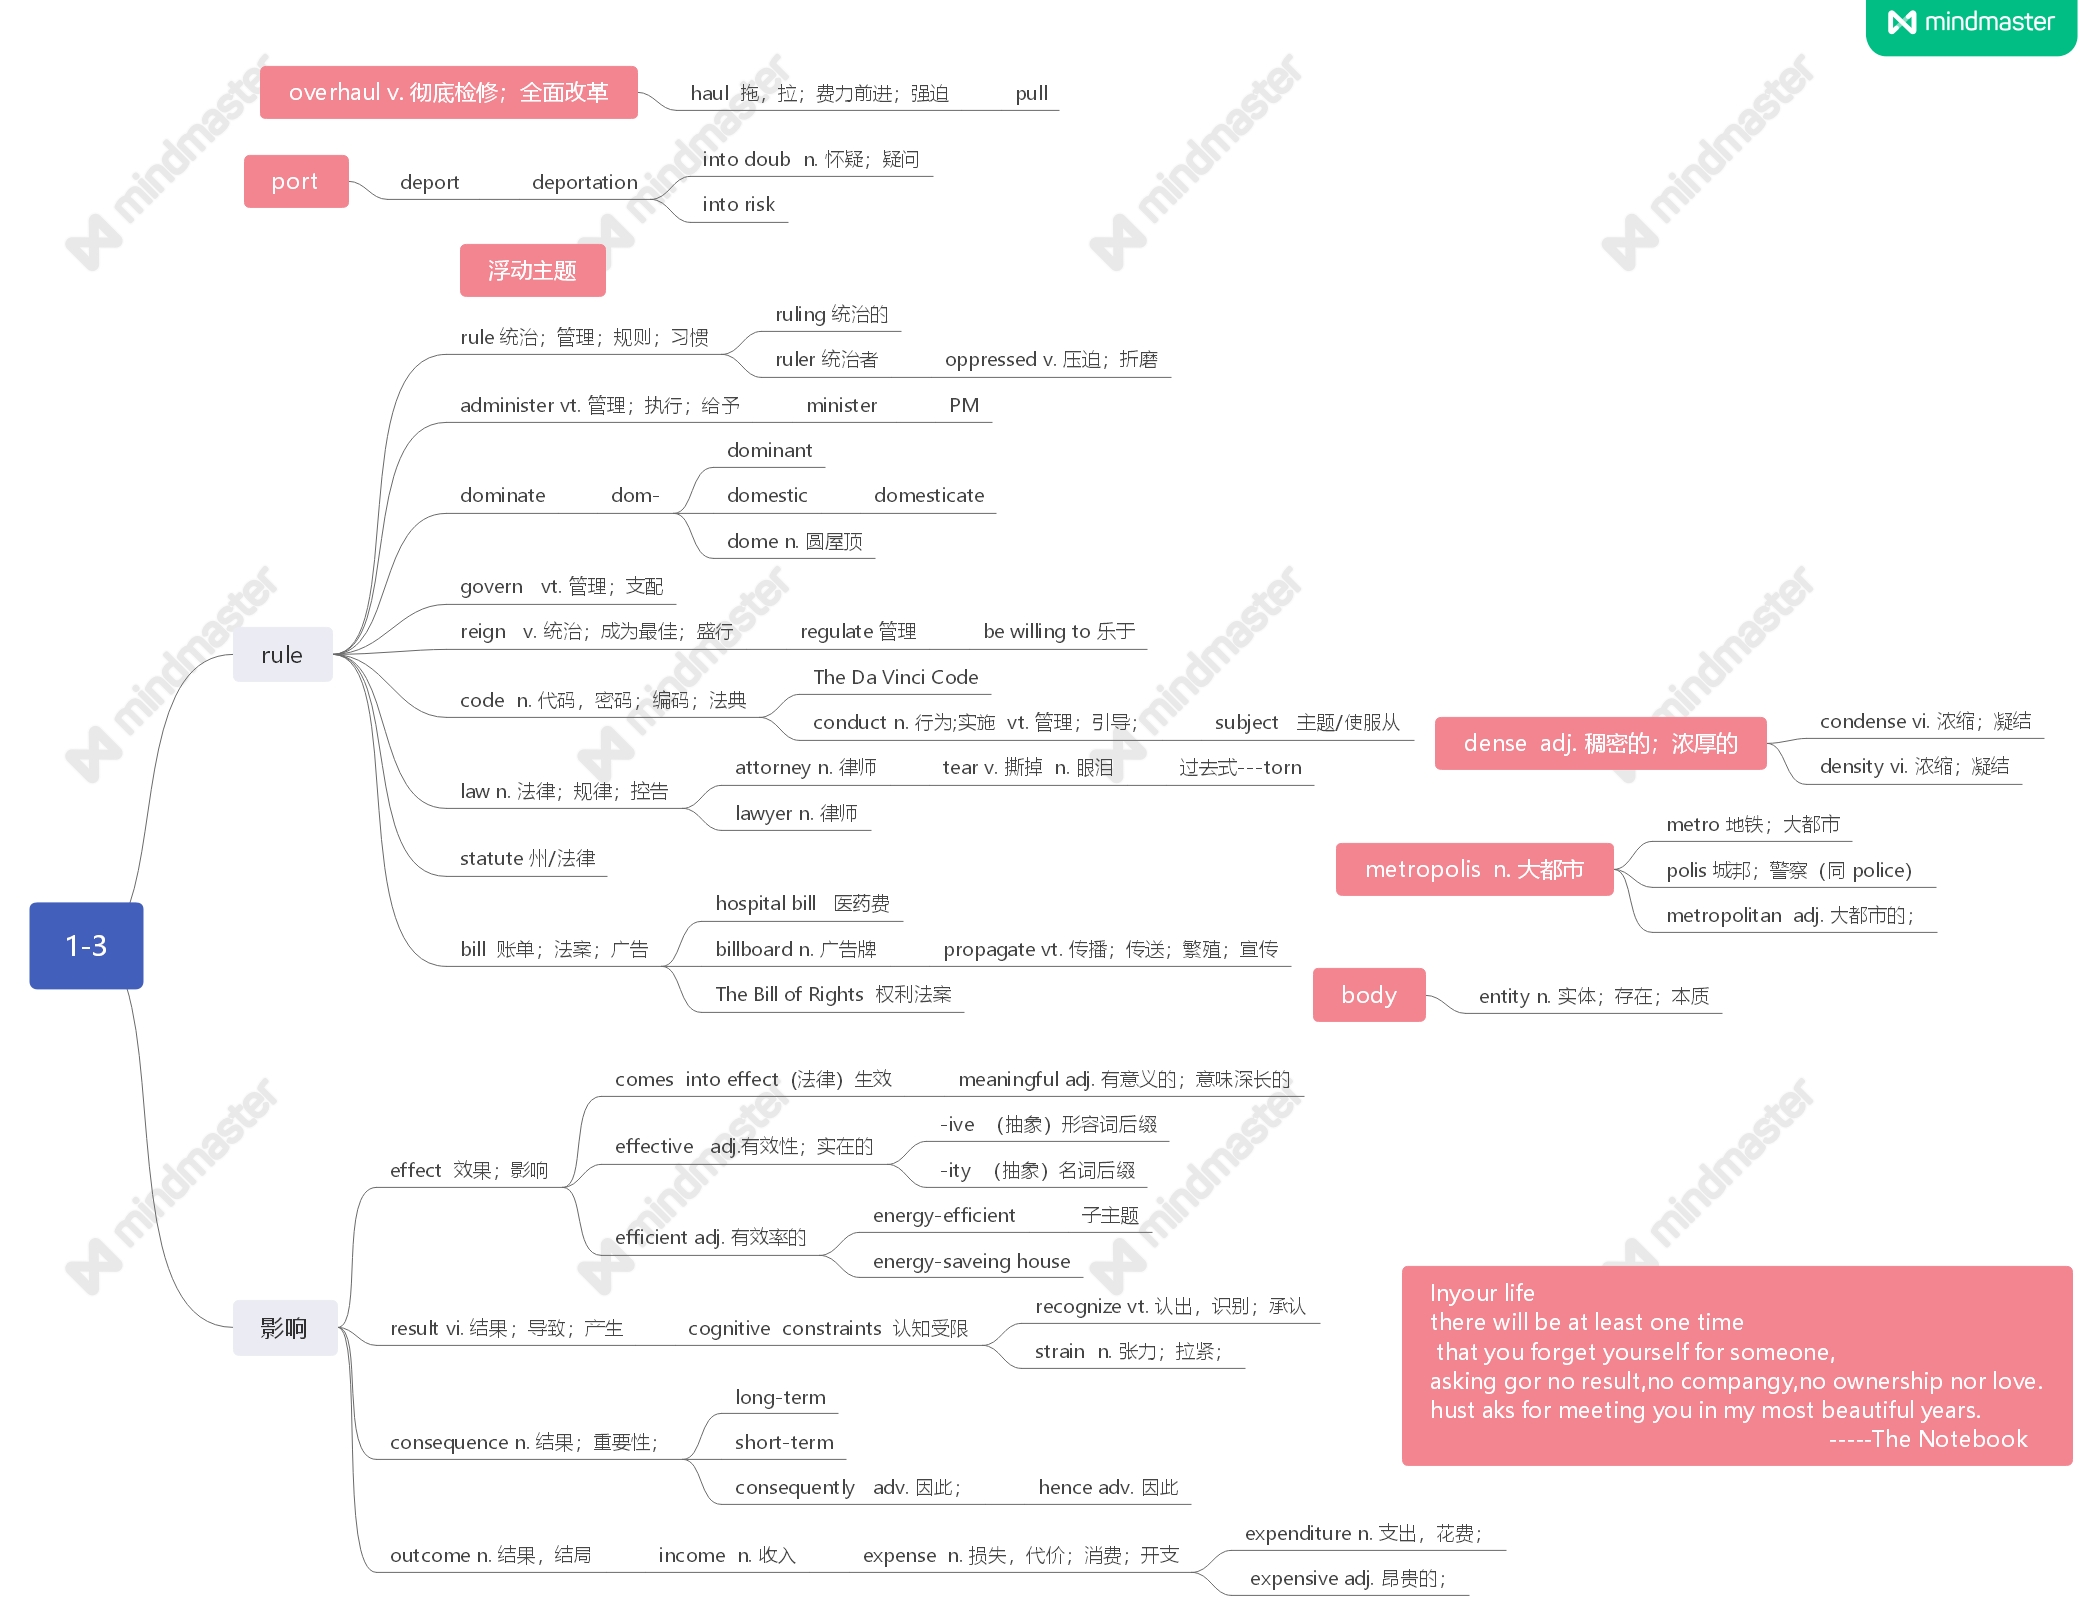 mindmaster
overhaul v. 彻底检修；全面改革
haul 拖，拉；费力前进；强迫
pull
port
deport
deportation
into doub n. 怀疑；疑问
into risk
浮动主题
1-3
rule
rule 统治；管理；规则；习惯
ruling 统治的
ruler 统治者
oppressed v. 压迫；折磨
administer vt. 管理；执行；给予
minister
PM
dominate
dom-
dominant
domestic
domesticate
dome n. 圆屋顶
govern vt. 管理；支配
reign v. 统治；成为最佳；盛行
regulate 管理
be willing to 乐于
code n. 代码，密码；编码；法典
The Da Vinci Code
conduct n. 行为;实施 vt. 管理；引导；
subject 主题/使服从
law n. 法律；规律；控告
attorney n. 律师
tear v. 撕掉 n. 眼泪
过去式---torn
lawyer n. 律师
statute 州/法律
bill 账单；法案；广告
hospital bill 医药费
billboard n. 广告牌
propagate vt. 传播；传送；繁殖；宣传
The Bill of Rights 权利法案
dense adj. 稠密的；浓厚的
condense vi. 浓缩；凝结
density vi. 浓缩；凝结
metropolis n. 大都市
metro 地铁；大都市
polis 城邦；警察（同 police）
metropolitan adj. 大都市的；
body
entity n. 实体；存在；本质
影响
effect 效果；影响
comes into effect（法律）生效
meaningful adj. 有意义的；意味深长的
effective adj.有效性；实在的
-ive （抽象）形容词后缀
-ity （抽象）名词后缀
efficient adj. 有效率的
energy-efficient
子主题
energy-saveing house
result vi. 结果；导致；产生
cognitive constraints 认知受限
recognize vt. 认出，识别；承认
strain n. 张力；拉紧；
consequence n. 结果；重要性；
long-term
short-term
consequently adv. 因此；
hence adv. 因此
outcome n. 结果，结局
income n. 收入
expense n. 损失，代价；消费；开支
expenditure n. 支出，花费；
expensive adj. 昂贵的；
Inyour life
there will be at least one time
that you forget yourself for someone,
asking gor no result,no compangy,no ownership nor love.
hust aks for meeting you in my most beautiful years.
-----The Notebook